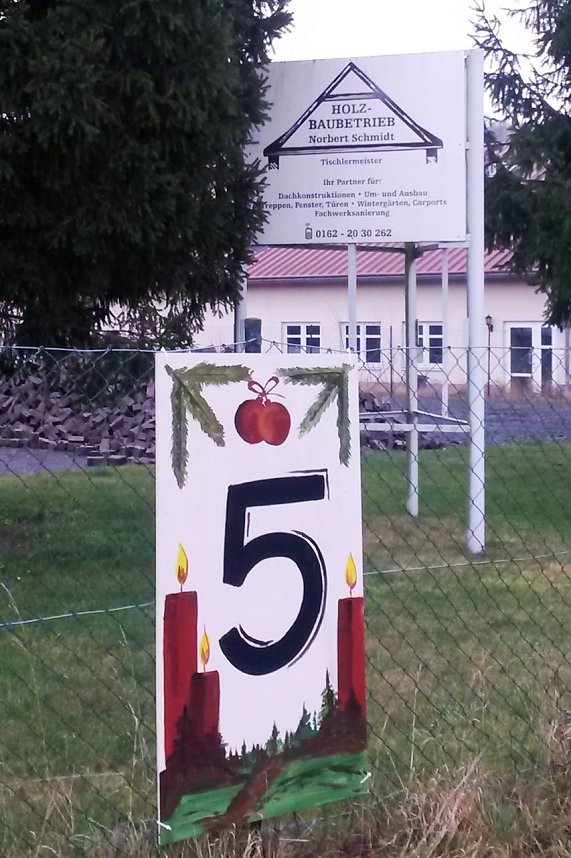 HOLZ-
BAUBETRIEB
Norbert Schmidt
Tischlermeister
Ihr Partner für:
Dachkonstruktionen • Um- und Ausbau
Treppen, Fenster, Türen • Wintergärten, Carports
Fachwerksanierung
0162 - 20 30 262
5